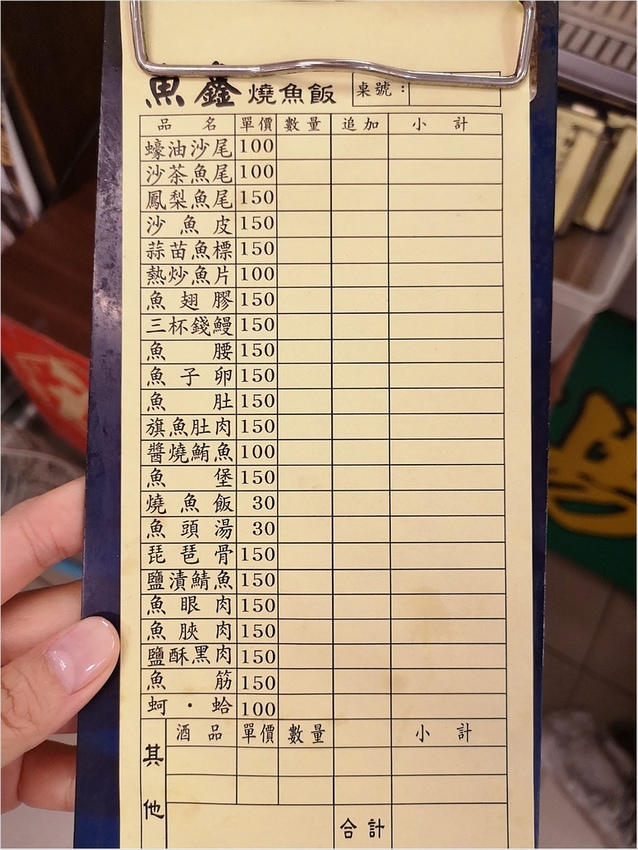 魚鑫 燒魚飯 桌號：
品名 單價 數量 追加 小計
蠔油沙尾 100
沙茶魚尾 100
鳳梨魚尾 150
沙魚皮 150
蒜苗魚標 150
熱炒魚片 100
魚翅膠 150
三杯錢鰻 150
魚腰 150
魚子卵 150
魚肚 150
旗魚肚肉 150
醬燒鮪魚 100
魚堡 150
燒魚飯 30
魚頭湯 30
琵琶骨 150
鹽漬鯖魚 150
魚眼肉 150
魚脥肉 150
鹽酥黑肉 150
魚筋 150
蚵·蛤 100
其他 酒品 單價 數量 小計
合計